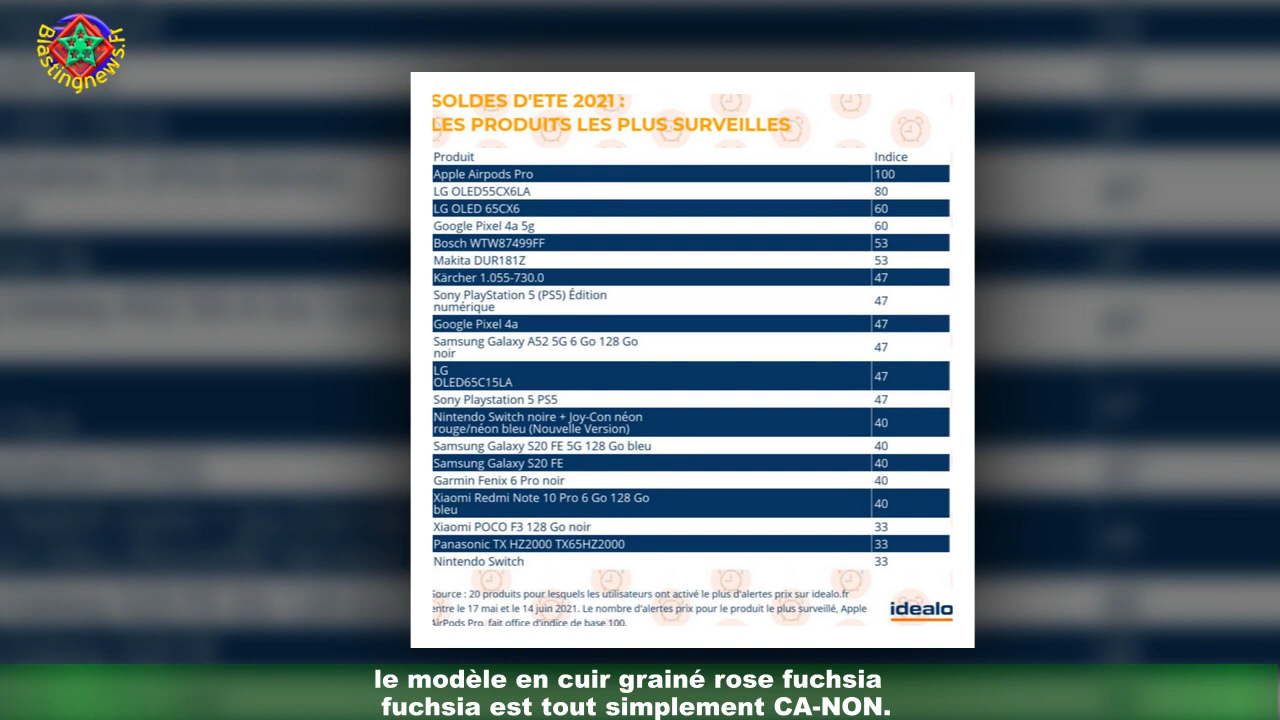 Blastingnews.Fr
SOLDES D'ETE 2021 :
LES PRODUITS LES PLUS SURVEILLES
Produit Indice
Apple Airpods Pro 100
LG OLED55CX6LA 80
LG OLED 65CX6 60
Google Pixel 4a 5g 60
Bosch WTW87499FF 53
Makita DUR181Z 53
Kärcher 1.055-730.0 47
Sony PlayStation 5 (PS5) Édition
numérique 47
Google Pixel 4a 47
Samsung Galaxy A52 5G 6 Go 128 Go
noir 47
LG
OLED65C15LA 47
Sony Playstation 5 PS5 47
Nintendo Switch noire + Joy-Con néon
rouge/néon bleu (Nouvelle Version) 40
Samsung Galaxy S20 FE 5G 128 Go bleu 40
Samsung Galaxy S20 FE 40
Garmin Fenix 6 Pro noir 40
Xiaomi Redmi Note 10 Pro 6 Go 128 Go
bleu 40
Xiaomi POCO F3 128 Go noir 33
Panasonic TX HZ2000 TX65HZ2000 33
Nintendo Switch 33
Source : 20 produits pour lesquels les utilisateurs ont activé le plus d'alertes prix sur idealo.fr
entre le 17 mai et le 14 juin 2021. Le nombre d'alertes prix pour le produit le plus surveillé, Apple
AirPods Pro, fait office d'indice de base 100.
idealo
le modèle en cuir grainé rose fuchsia
fuchsia est tout simplement CA-NON.